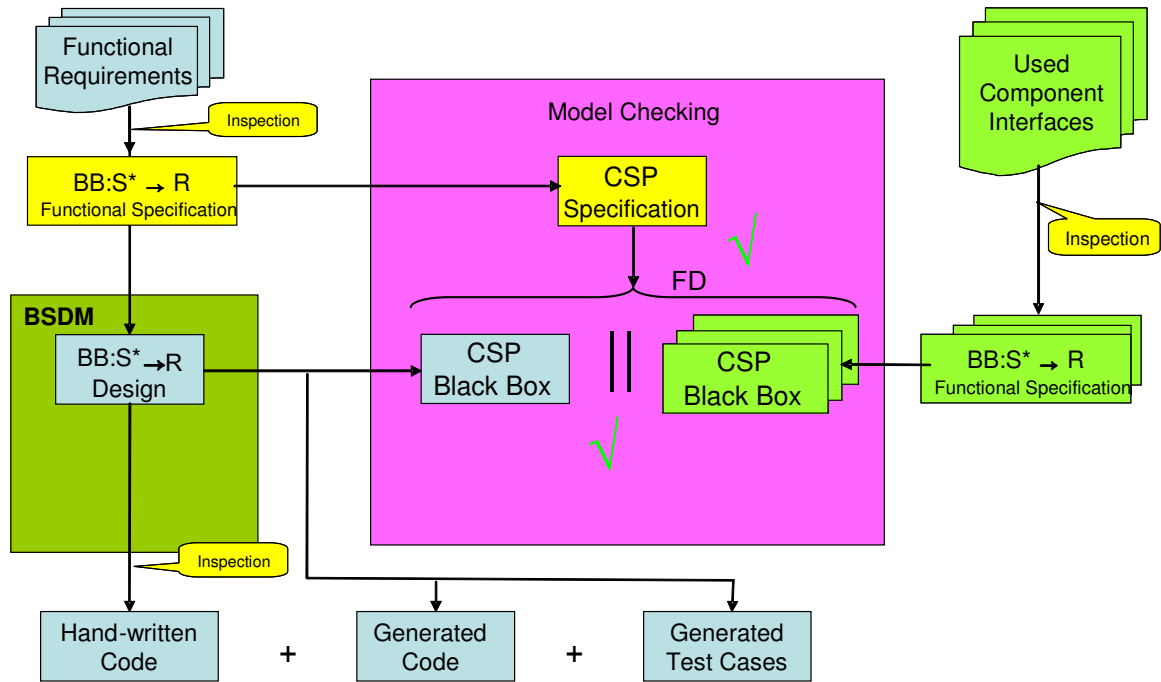 Functional
Requirements
Inspection
BB:S* → R
Functional Specification
Model Checking
CSP
Specification
√
FD
Used
Component
Interfaces
Inspection
BSDM
BB:S* → R
Design
CSP
Black Box
||
CSP
Black Box
√
BB:S* → R
Functional Specification
Inspection
Hand-written
Code
+
Generated
Code
+
Generated
Test Cases